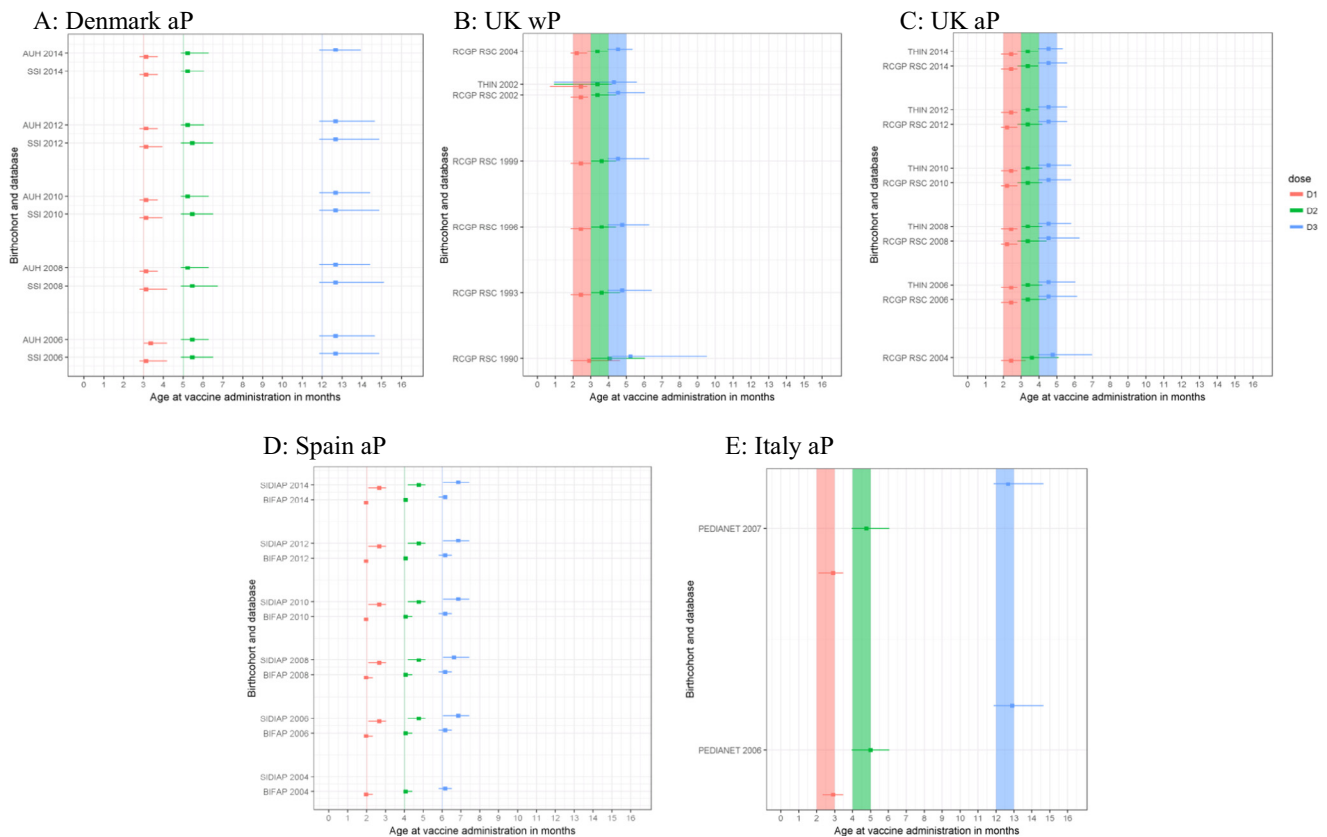 A: Denmark aP
Birthcohort and database
AUH 2014
SSI 2014
AUH 2012
SSI 2012
AUH 2010
SSI 2010
AUH 2008
SSI 2008
AUH 2006
SSI 2006
0 1 2 3 4 5 6 7 8 9 10 11 12 13 14 15 16
Age at vaccine administration in months
B: UK wP
Birthcohort and database
RCGP RSC 2004
THIN 2002
RCGP RSC 2002
RCGP RSC 1999
RCGP RSC 1996
RCGP RSC 1993
RCGP RSC 1990
0 1 2 3 4 5 6 7 8 9 10 11 12 13 14 15 16
Age at vaccine administration in months
C: UK aP
Birthcohort and database
THIN 2014
RCGP RSC 2014
THIN 2012
RCGP RSC 2012
THIN 2010
RCGP RSC 2010
THIN 2008
RCGP RSC 2008
THIN 2006
RCGP RSC 2006
RCGP RSC 2004
0 1 2 3 4 5 6 7 8 9 10 11 12 13 14 15 16
Age at vaccine administration in months
dose
D1
D2
D3
D: Spain aP
Birthcohort and database
SIDIAP 2014
BIFAP 2014
SIDIAP 2012
BIFAP 2012
SIDIAP 2010
BIFAP 2010
SIDIAP 2008
BIFAP 2008
SIDIAP 2006
BIFAP 2006
SIDIAP 2004
BIFAP 2004
0 1 2 3 4 5 6 7 8 9 10 11 12 13 14 15 16
Age at vaccine administration in months
E: Italy aP
Birthcohort and database
PEDIANET 2007
PEDIANET 2006
0 1 2 3 4 5 6 7 8 9 10 11 12 13 14 15 16
Age at vaccine administration in months